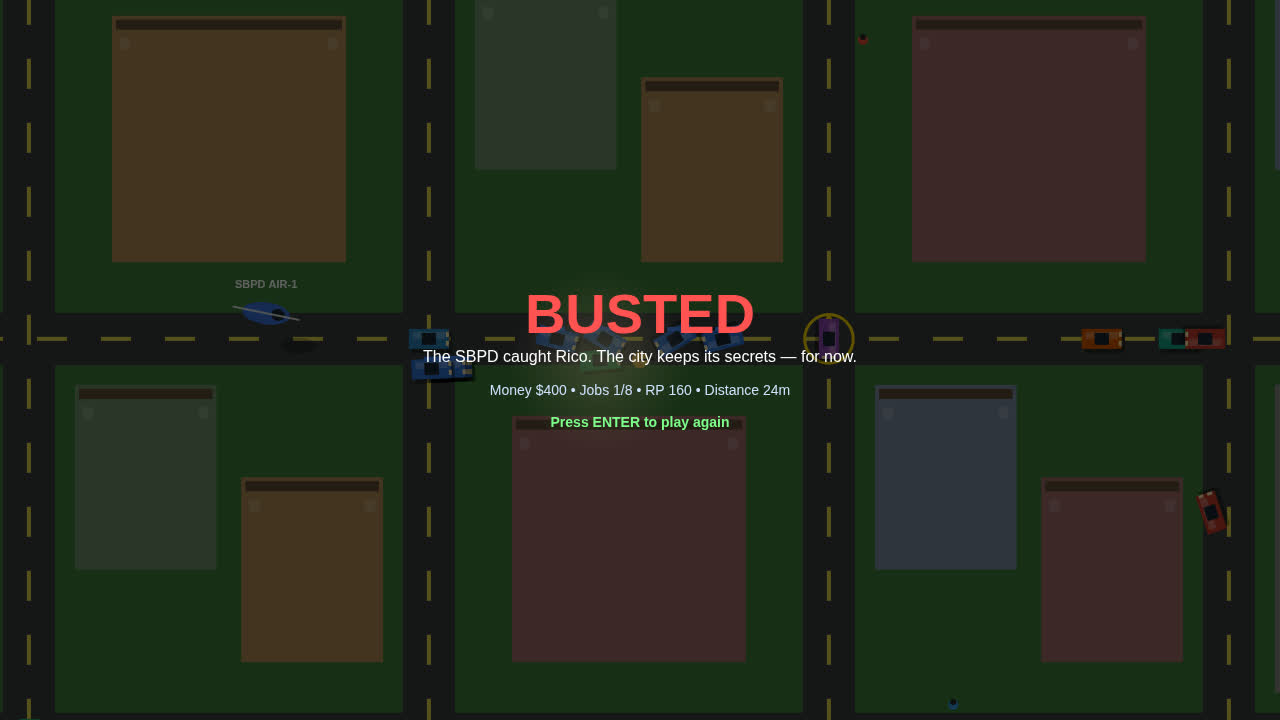 SBPD AIR-1
BUSTED
The SBPD caught Rico. The city keeps its secrets — for now.
Money $400 • Jobs 1/8 • RP 160 • Distance 24m
Press ENTER to play again